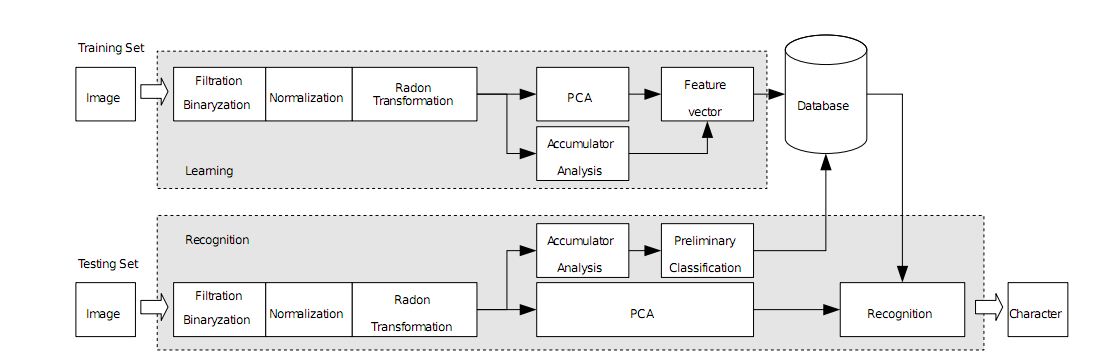 Training Set
Image
Filtration
Binaryzation
Normalization
Radon
Transformation
PCA
Feature
vector
Accumulator
Analysis
Learning
Database
Recognition
Testing Set
Image
Filtration
Binaryzation
Normalization
Radon
Transformation
Accumulator
Analysis
Preliminary
Classification
PCA
Recognition
Character